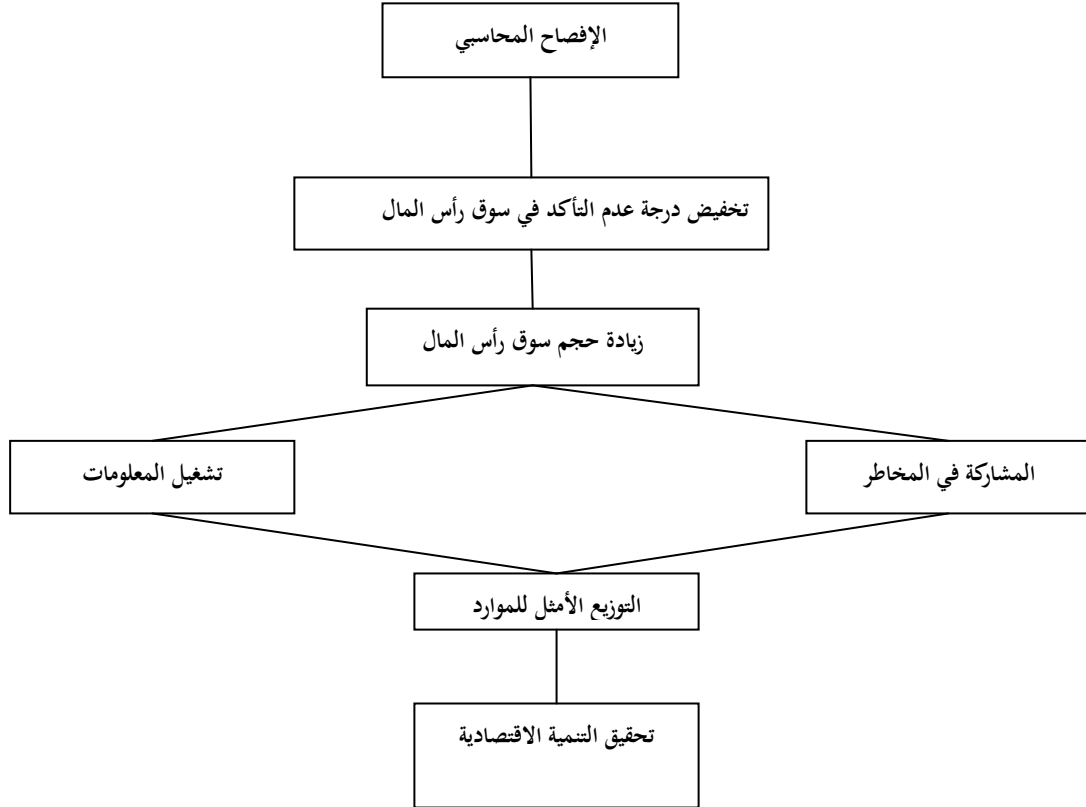 الإفصاح المحاسبي
تخفيض درجة عدم التأكد في سوق رأس المال
زيادة حجم سوق رأس المال
المشاركة في المخاطر
تشغيل المعلومات
التوزيع الأمثل للموارد
تحقيق التنمية الاقتصادية